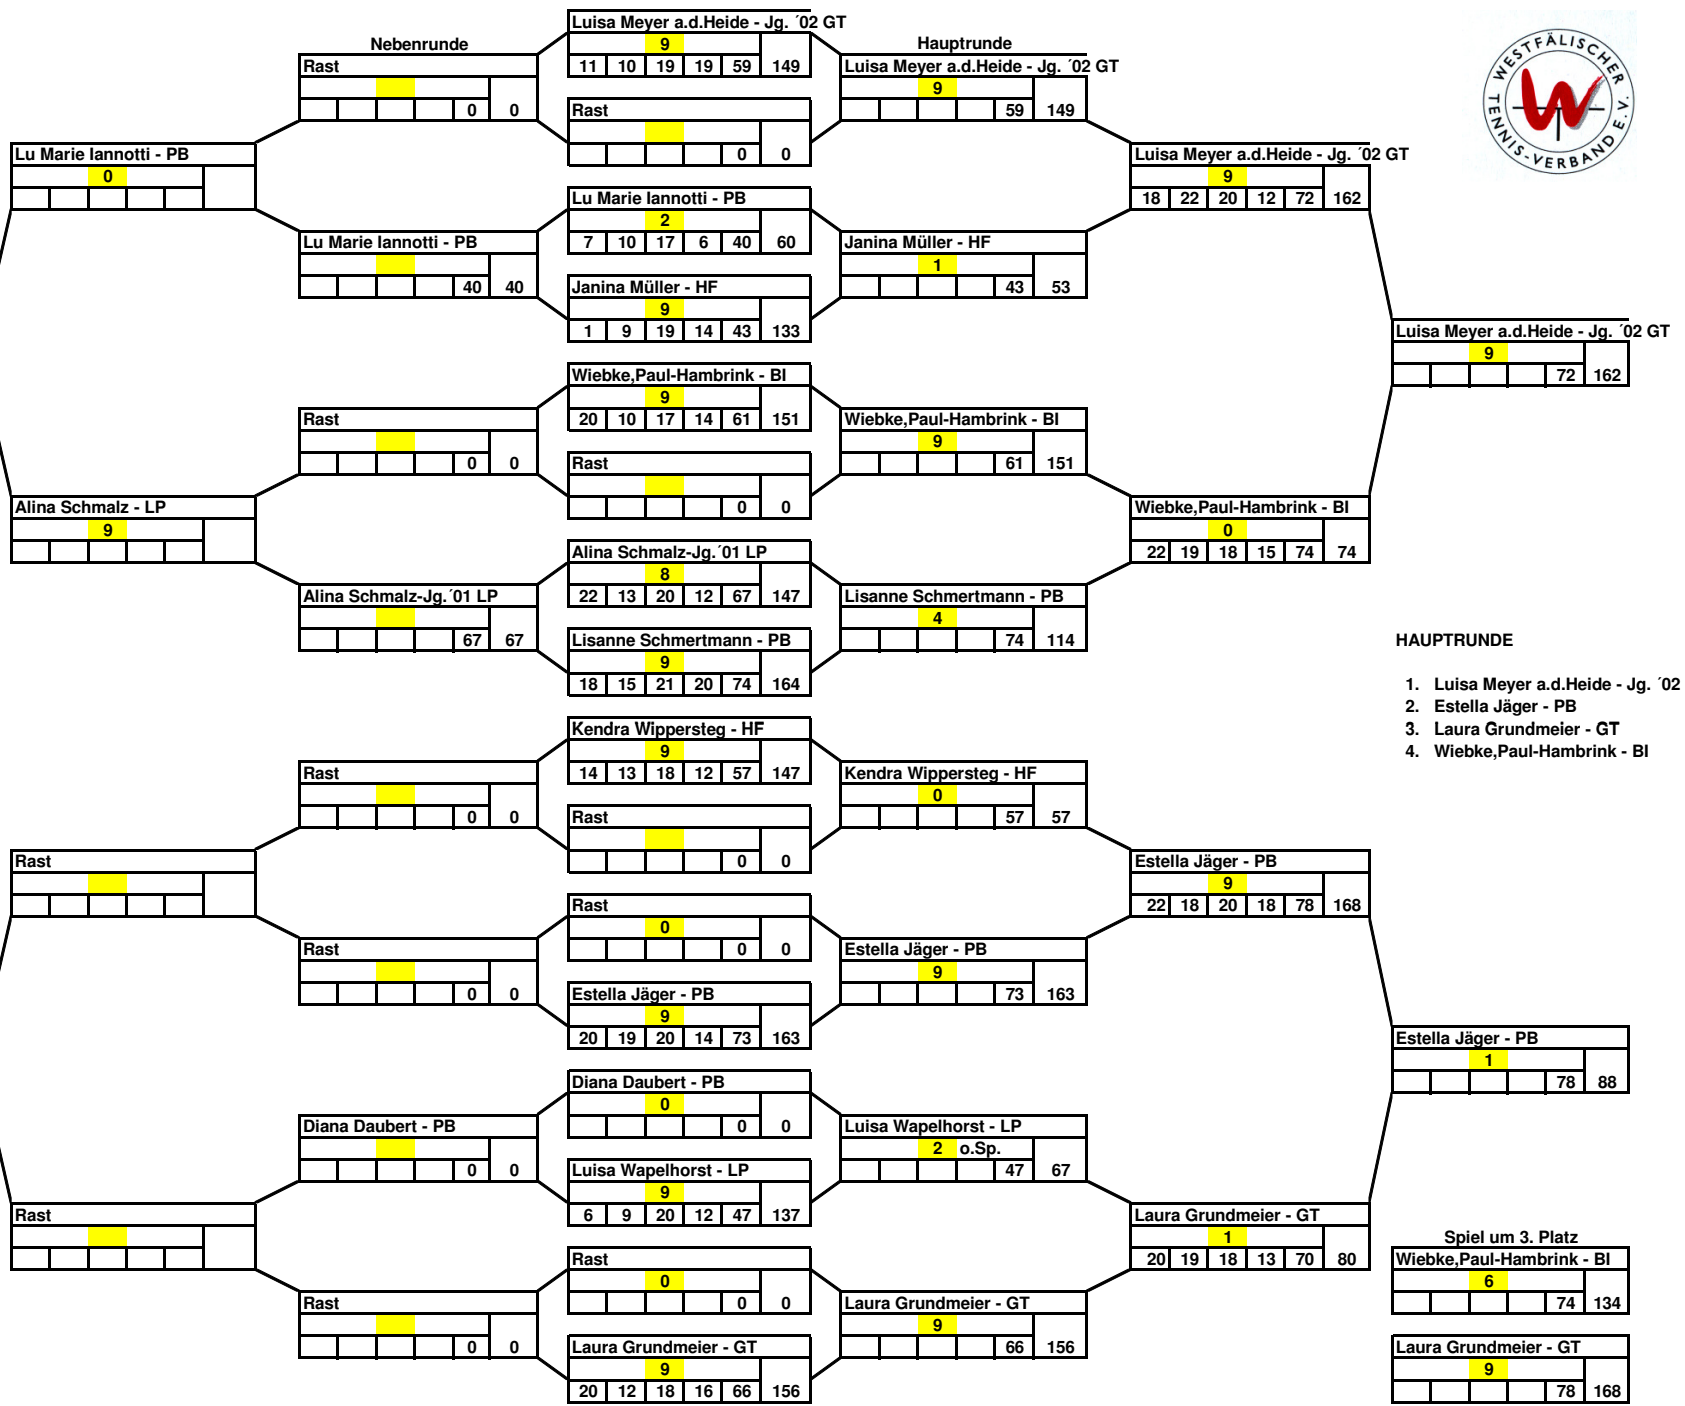 Nebenrunde
Hauptrunde
WESTFÄLISCHER TENNIS-VERBAND E.V.
Lu Marie Iannotti - PB
0
Alina Schmalz - LP
9
Rast
Rast
Rast
0 0
Lu Marie Iannotti - PB
40 40
Rast
0 0
Alina Schmalz-Jg.´01 LP
67 67
Rast
0 0
Rast
0 0
Diana Daubert - PB
0 0
Rast
0 0
Luisa Meyer a.d.Heide - Jg. ´02 GT
9
11 10 19 19 59 149
Rast
0 0
Lu Marie Iannotti - PB
2
7 10 17 6 40 60
Janina Müller - HF
9
1 9 19 14 43 133
Wiebke,Paul-Hambrink - BI
9
20 10 17 14 61 151
Rast
0 0
Alina Schmalz-Jg.´01 LP
8
22 13 20 12 67 147
Lisanne Schmertmann - PB
9
18 15 21 20 74 164
Kendra Wippersteg - HF
9
14 13 18 12 57 147
Rast
0 0
Rast
0
0 0
Estella Jäger - PB
9
20 19 20 14 73 163
Diana Daubert - PB
0
0 0
Luisa Wapelhorst - LP
9
6 9 20 12 47 137
Rast
0
0 0
Laura Grundmeier - GT
9
20 12 18 16 66 156
Luisa Meyer a.d.Heide - Jg. ´02 GT
9
59 149
Janina Müller - HF
1
43 53
Wiebke,Paul-Hambrink - BI
9
61 151
Lisanne Schmertmann - PB
4
74 114
Kendra Wippersteg - HF
0
57 57
Estella Jäger - PB
9
73 163
Luisa Wapelhorst - LP
2 o.Sp.
47 67
Laura Grundmeier - GT
9
66 156
Luisa Meyer a.d.Heide - Jg. ´02 GT
9
18 22 20 12 72 162
Wiebke,Paul-Hambrink - BI
0
22 19 18 15 74 74
Estella Jäger - PB
9
22 18 20 18 78 168
Laura Grundmeier - GT
1
20 19 18 13 70 80
Luisa Meyer a.d.Heide - Jg. ´02 GT
9
72 162
HAUPTRUNDE
1. Luisa Meyer a.d.Heide - Jg. ´02
2. Estella Jäger - PB
3. Laura Grundmeier - GT
4. Wiebke,Paul-Hambrink - BI
Estella Jäger - PB
1
78 88
Spiel um 3. Platz
Wiebke,Paul-Hambrink - BI
6
74 134
Laura Grundmeier - GT
9
78 168